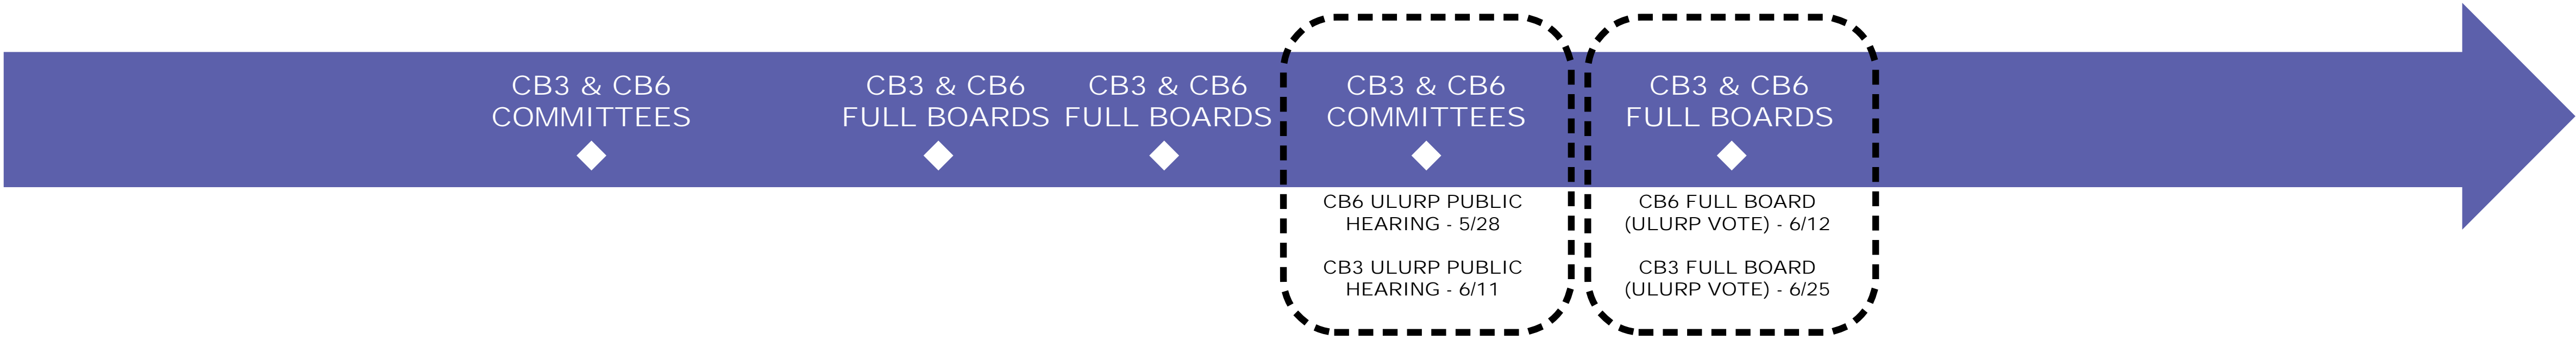 CB3 & CB6
COMMITTEES
CB3 & CB6
FULL BOARDS
CB3 & CB6
FULL BOARDS
CB3 & CB6
COMMITTEES
CB3 & CB6
FULL BOARDS
CB6 ULURP PUBLIC
HEARING - 5/28
CB3 ULURP PUBLIC
HEARING - 6/11
CB6 FULL BOARD
(ULURP VOTE) - 6/12
CB3 FULL BOARD
(ULURP VOTE) - 6/25